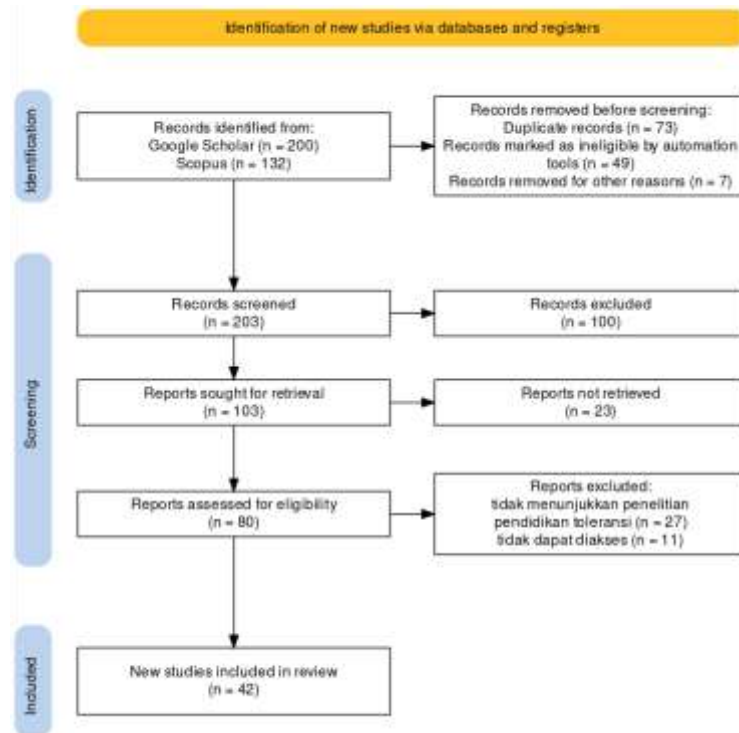 Identification of new studies via databases and registers
Identification
Records identified from:
Google Scholar (n = 200)
Scopus (n = 132)
Records removed before screening:
Duplicate records (n = 73)
Records marked as ineligible by automation
tools (n = 49)
Records removed for other reasons (n = 7)
Screening
Records screened
(n = 203)
Records excluded
(n = 100)
Reports sought for retrieval
(n = 103)
Reports not retrieved
(n = 23)
Reports assessed for eligibility
(n = 80)
Reports excluded:
tidak menunjukkan penelitian
pendidikan toleransi (n = 27)
tidak dapat diakses (n = 11)
Included
New studies included in review
(n = 42)